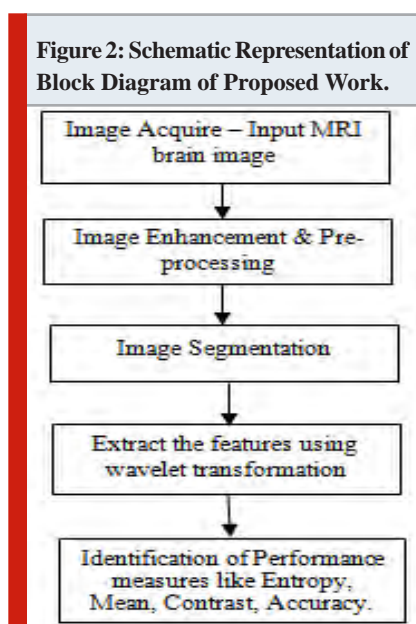 Figure 2: Schematic Representation of
Block Diagram of Proposed Work.
Image Acquire – Input MRI
brain image
Image Enhancement & Pre-
processing
Image Segmentation
Extract the features using
wavelet transformation
Identification of Performance
measures like Entropy,
Mean, Contrast, Accuracy.